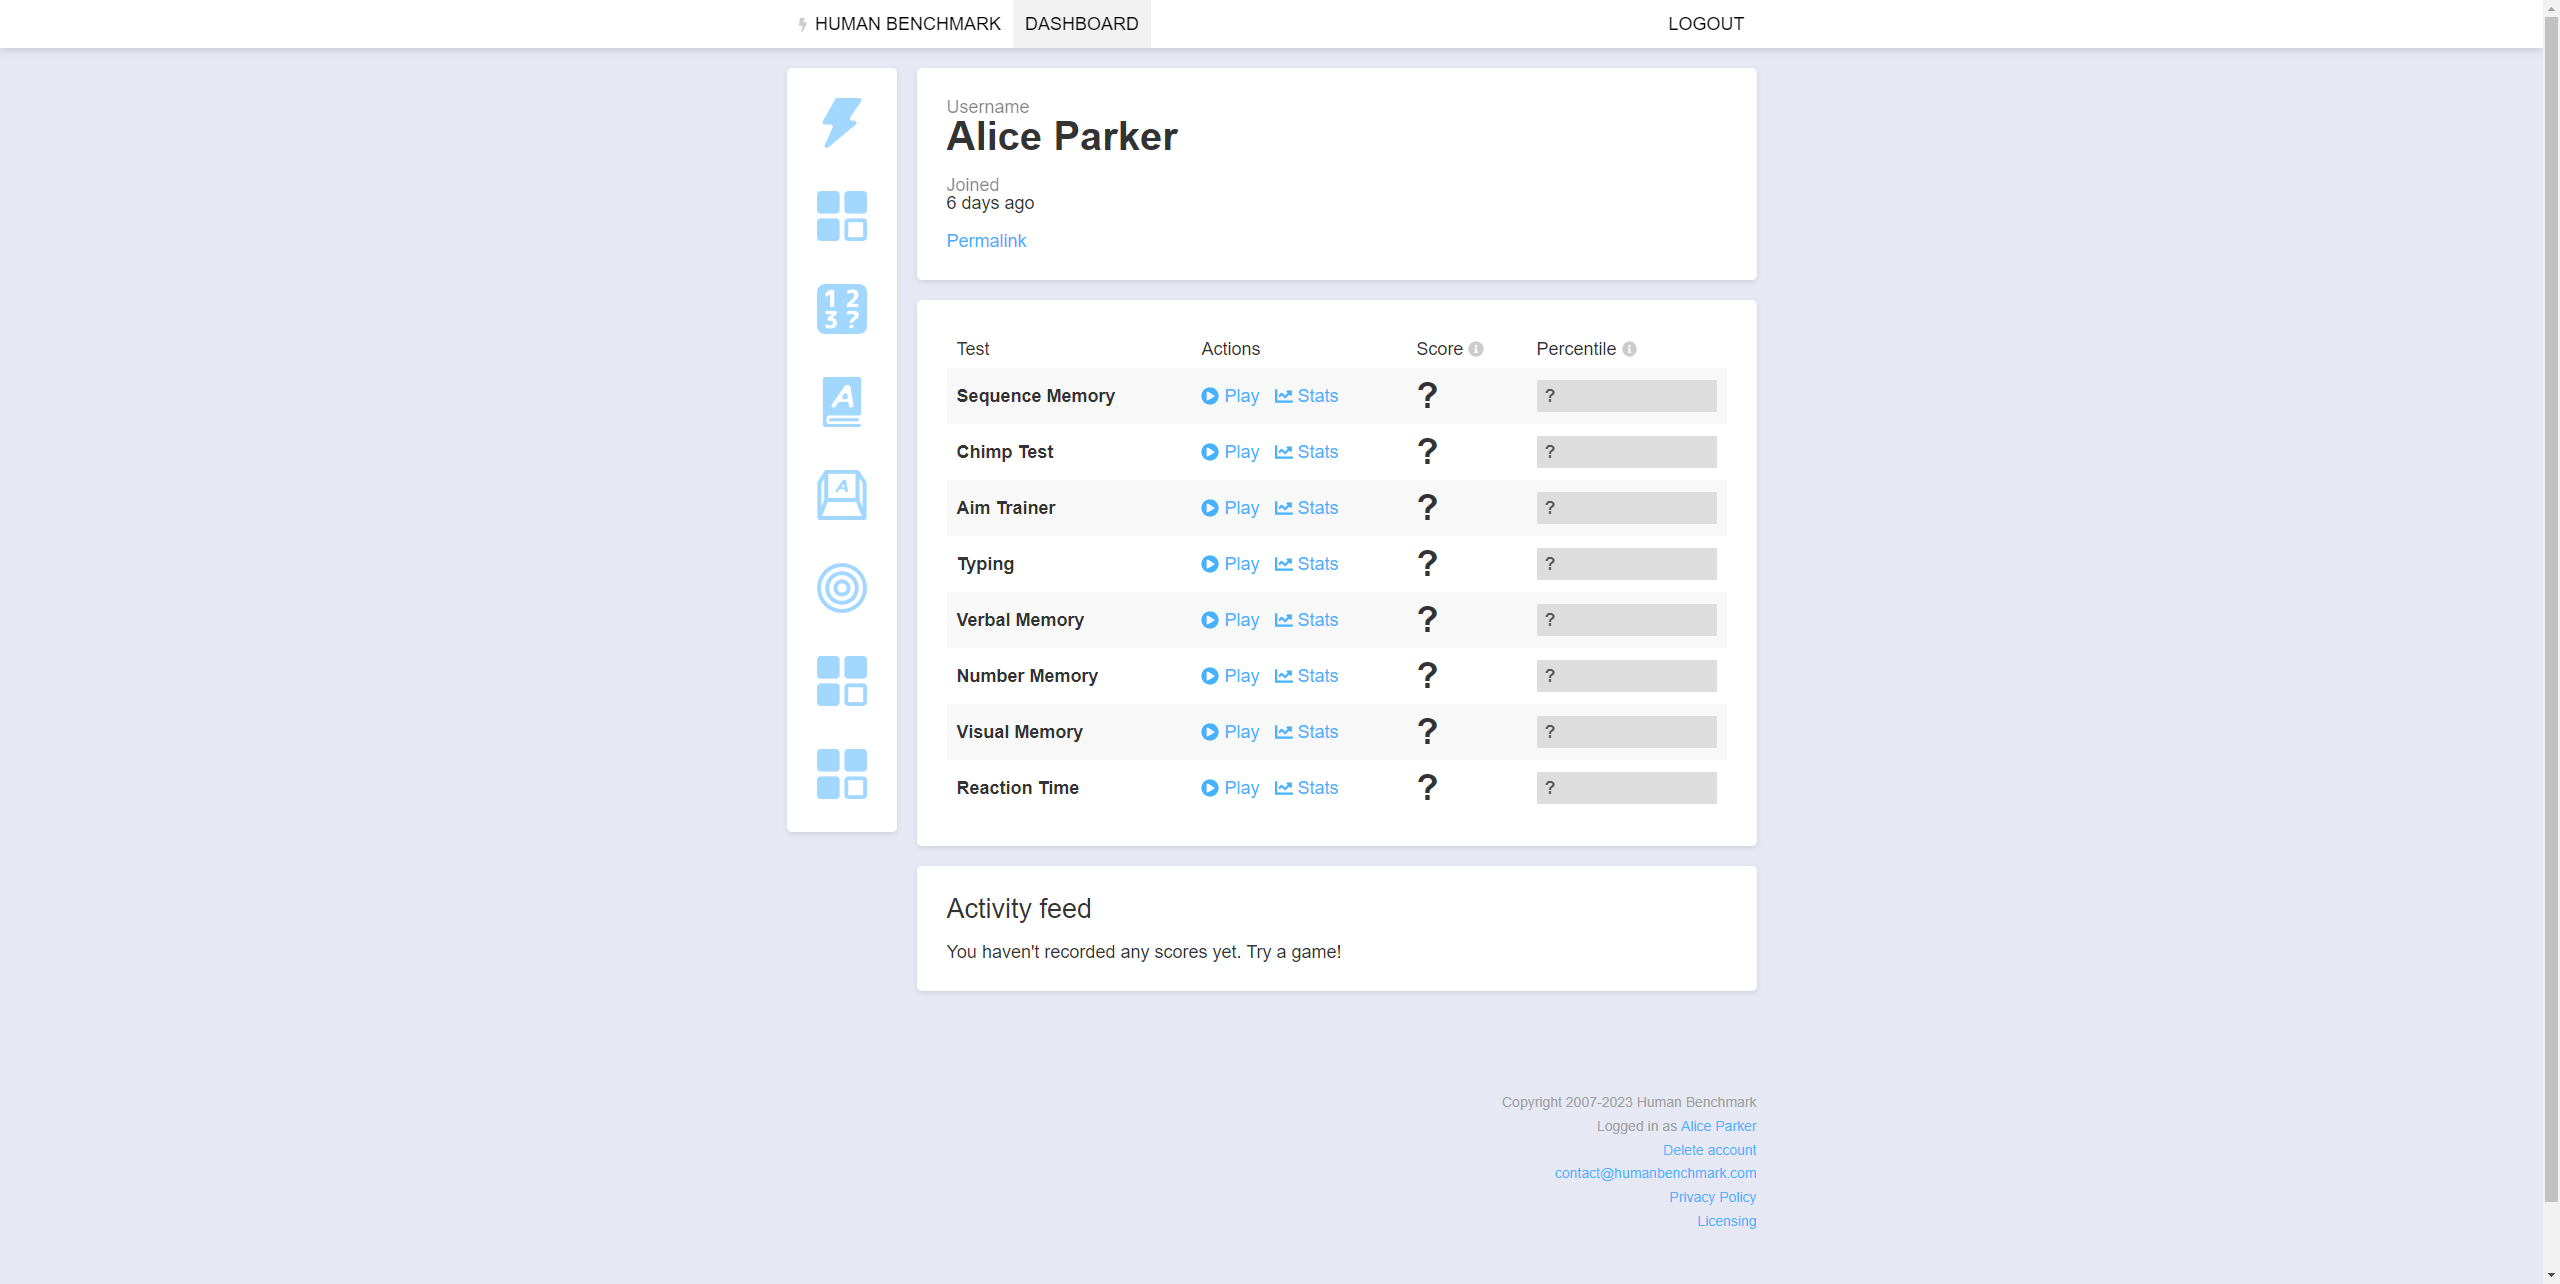 HUMAN BENCHMARK DASHBOARD LOGOUT
Username
Alice Parker
Joined
6 days ago
Permalink
1 2
3 ?
A
A
Test Actions Score Percentile
Sequence Memory Play Stats ? ?
Chimp Test Play Stats ? ?
Aim Trainer Play Stats ? ?
Typing Play Stats ? ?
Verbal Memory Play Stats ? ?
Number Memory Play Stats ? ?
Visual Memory Play Stats ? ?
Reaction Time Play Stats ? ?
Activity feed
You haven't recorded any scores yet. Try a game!
Copyright 2007-2023 Human Benchmark
Logged in as Alice Parker
Delete account
contact@humanbenchmark.com
Privacy Policy
Licensing